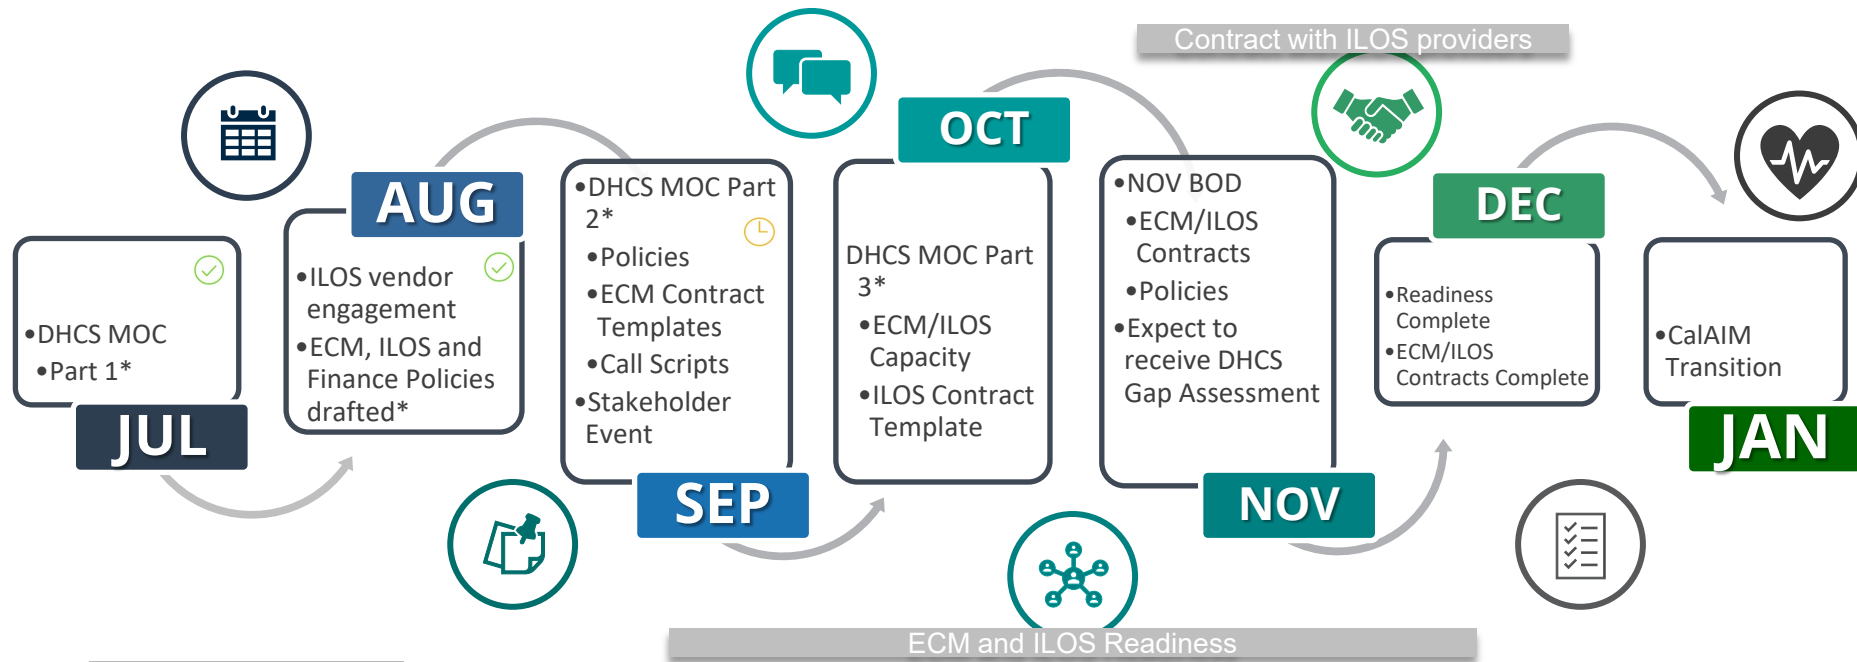 Contract with ILOS providers
JUL
•DHCS MOC
•Part 1*
AUG
•ILOS vendor
engagement
•ECM, ILOS and
Finance Policies
drafted*
SEP
•DHCS MOC Part
2*
•Policies
•ECM Contract
Templates
•Call Scripts
•Stakeholder
Event
OCT
DHCS MOC Part
3*
•ECM/ILOS
Capacity
•ILOS Contract
Template
NOV
•NOV BOD
•ECM/ILOS
Contracts
•Policies
•Expect to
receive DHCS
Gap Assessment
DEC
•Readiness
Complete
•ECM/ILOS
Contracts Complete
JAN
•CalAIM
Transition
ECM and ILOS Readiness